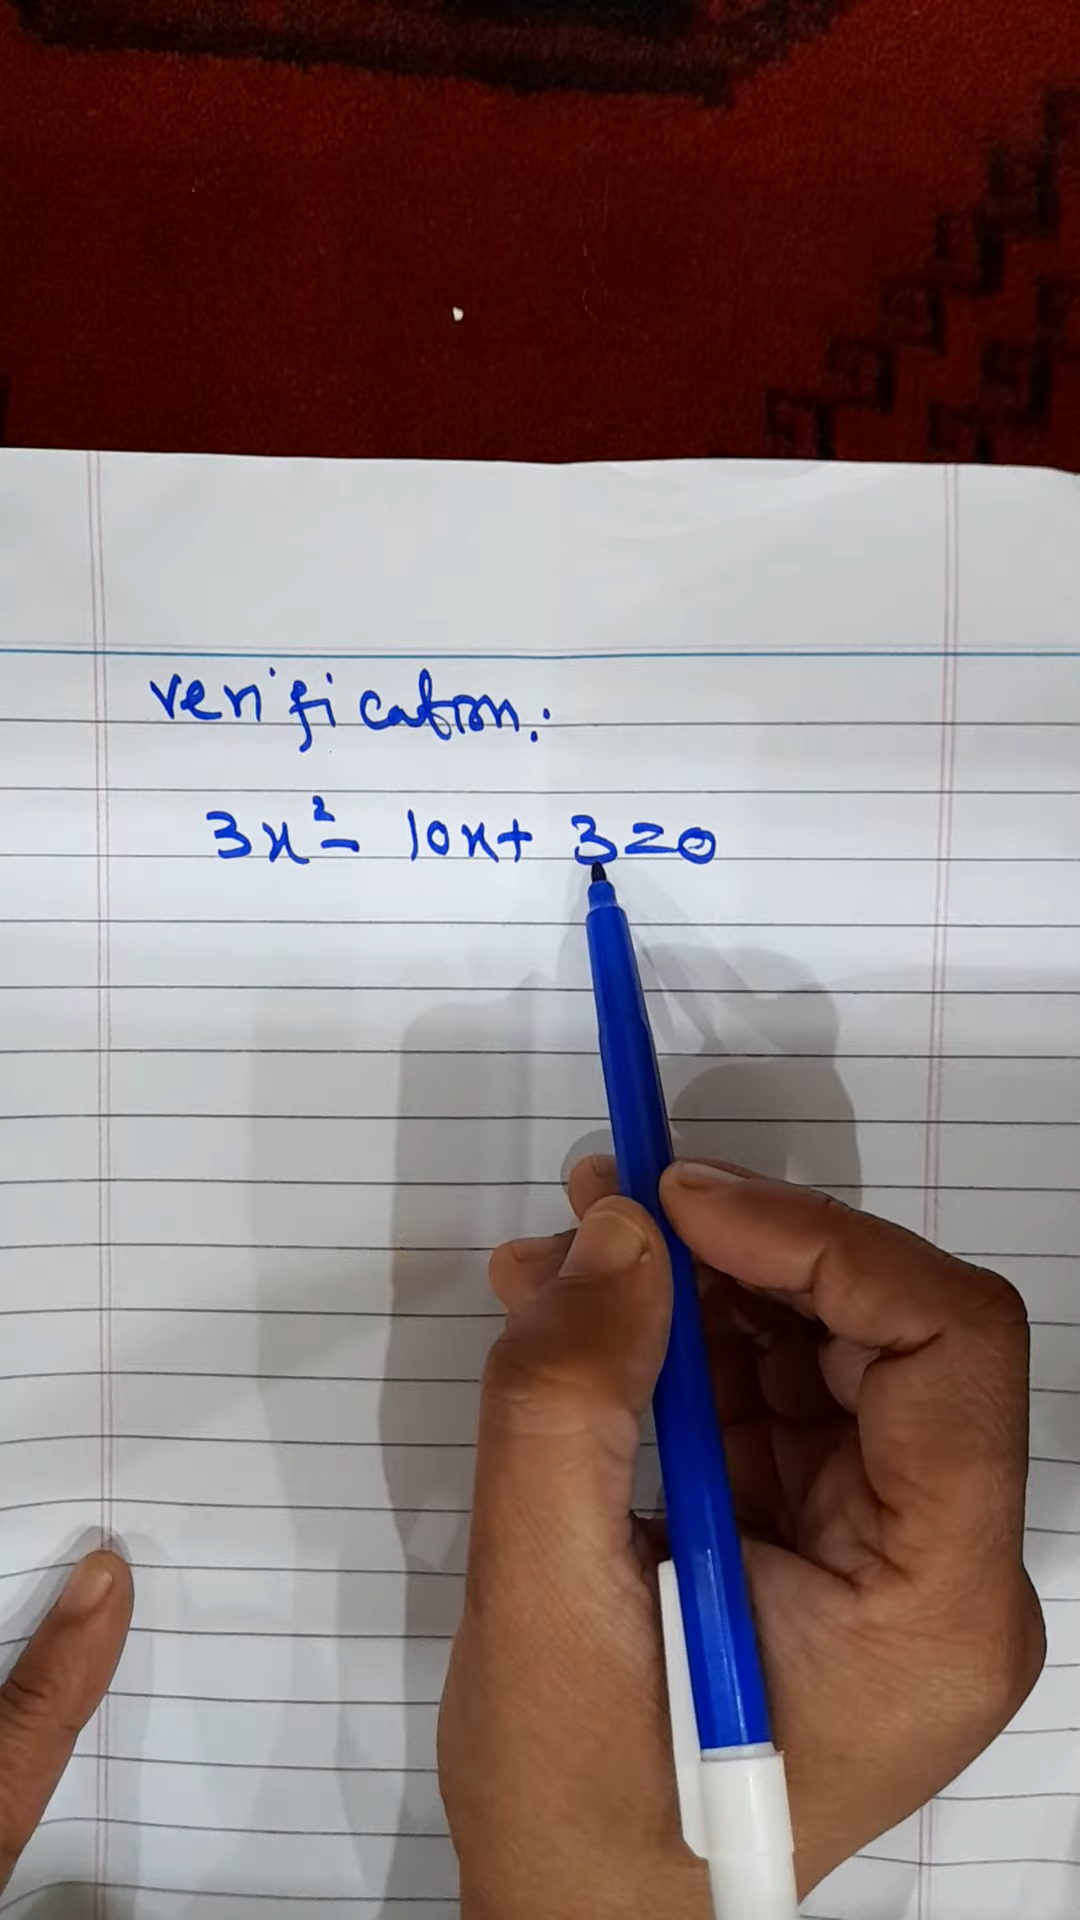 verification:
3x² - 10x + 3 = 0